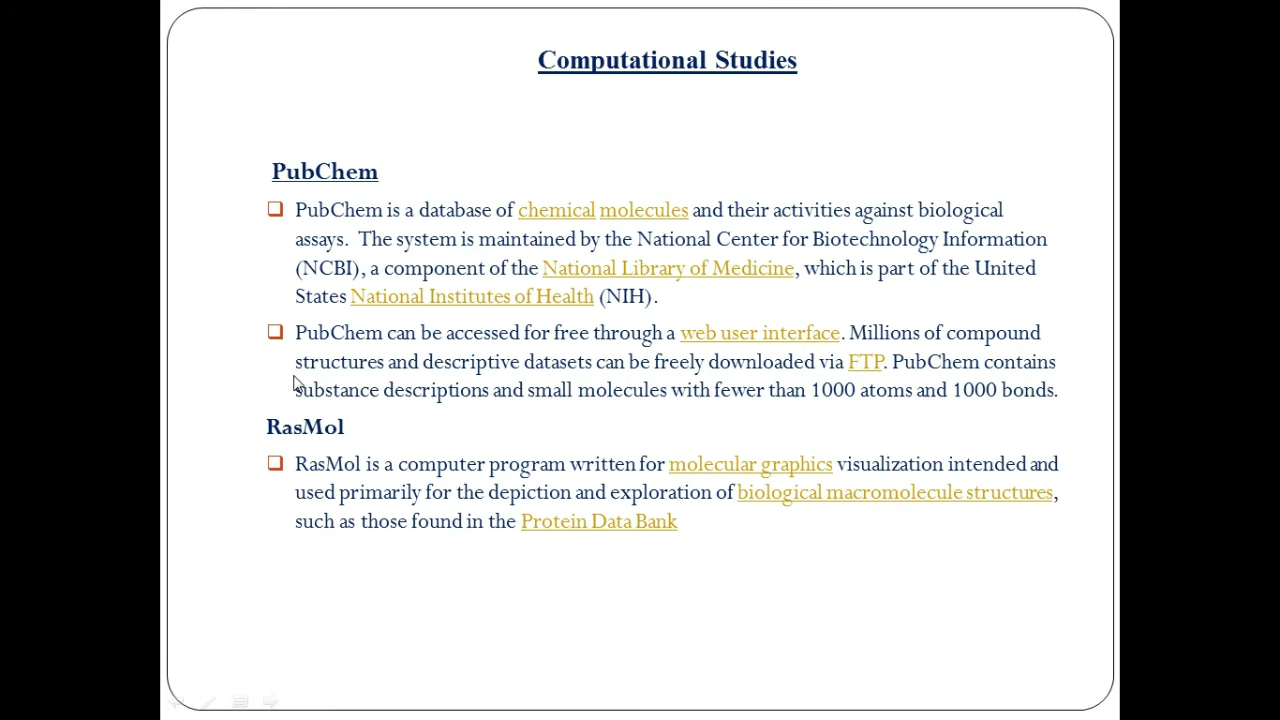 Computational Studies
PubChem
PubChem is a database of chemical molecules and their activities against biological
assays.  The system is maintained by the National Center for Biotechnology Information
(NCBI), a component of the National Library of Medicine, which is part of the United
States National Institutes of Health (NIH).
PubChem can be accessed for free through a web user interface. Millions of compound
structures and descriptive datasets can be freely downloaded via FTP. PubChem contains
substance descriptions and small molecules with fewer than 1000 atoms and 1000 bonds.
RasMol
RasMol is a computer program written for molecular graphics visualization intended and
used primarily for the depiction and exploration of biological macromolecule structures,
such as those found in the Protein Data Bank